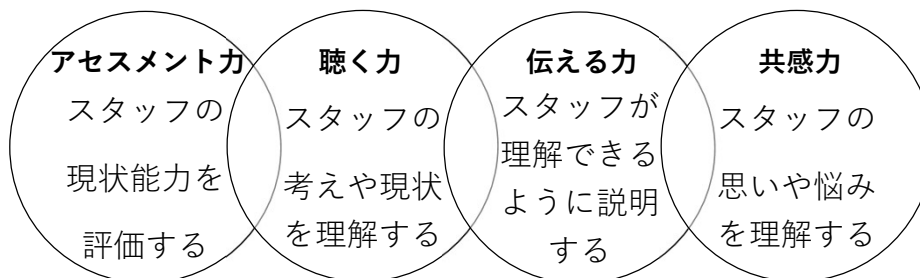 アセスメント力
スタッフの
現状能力を
評価する
聴く力
スタッフの
考えや現状
を理解する
伝える力
スタッフが
理解できる
ように説明
する
共感力
スタッフの
思いや悩み
を理解する